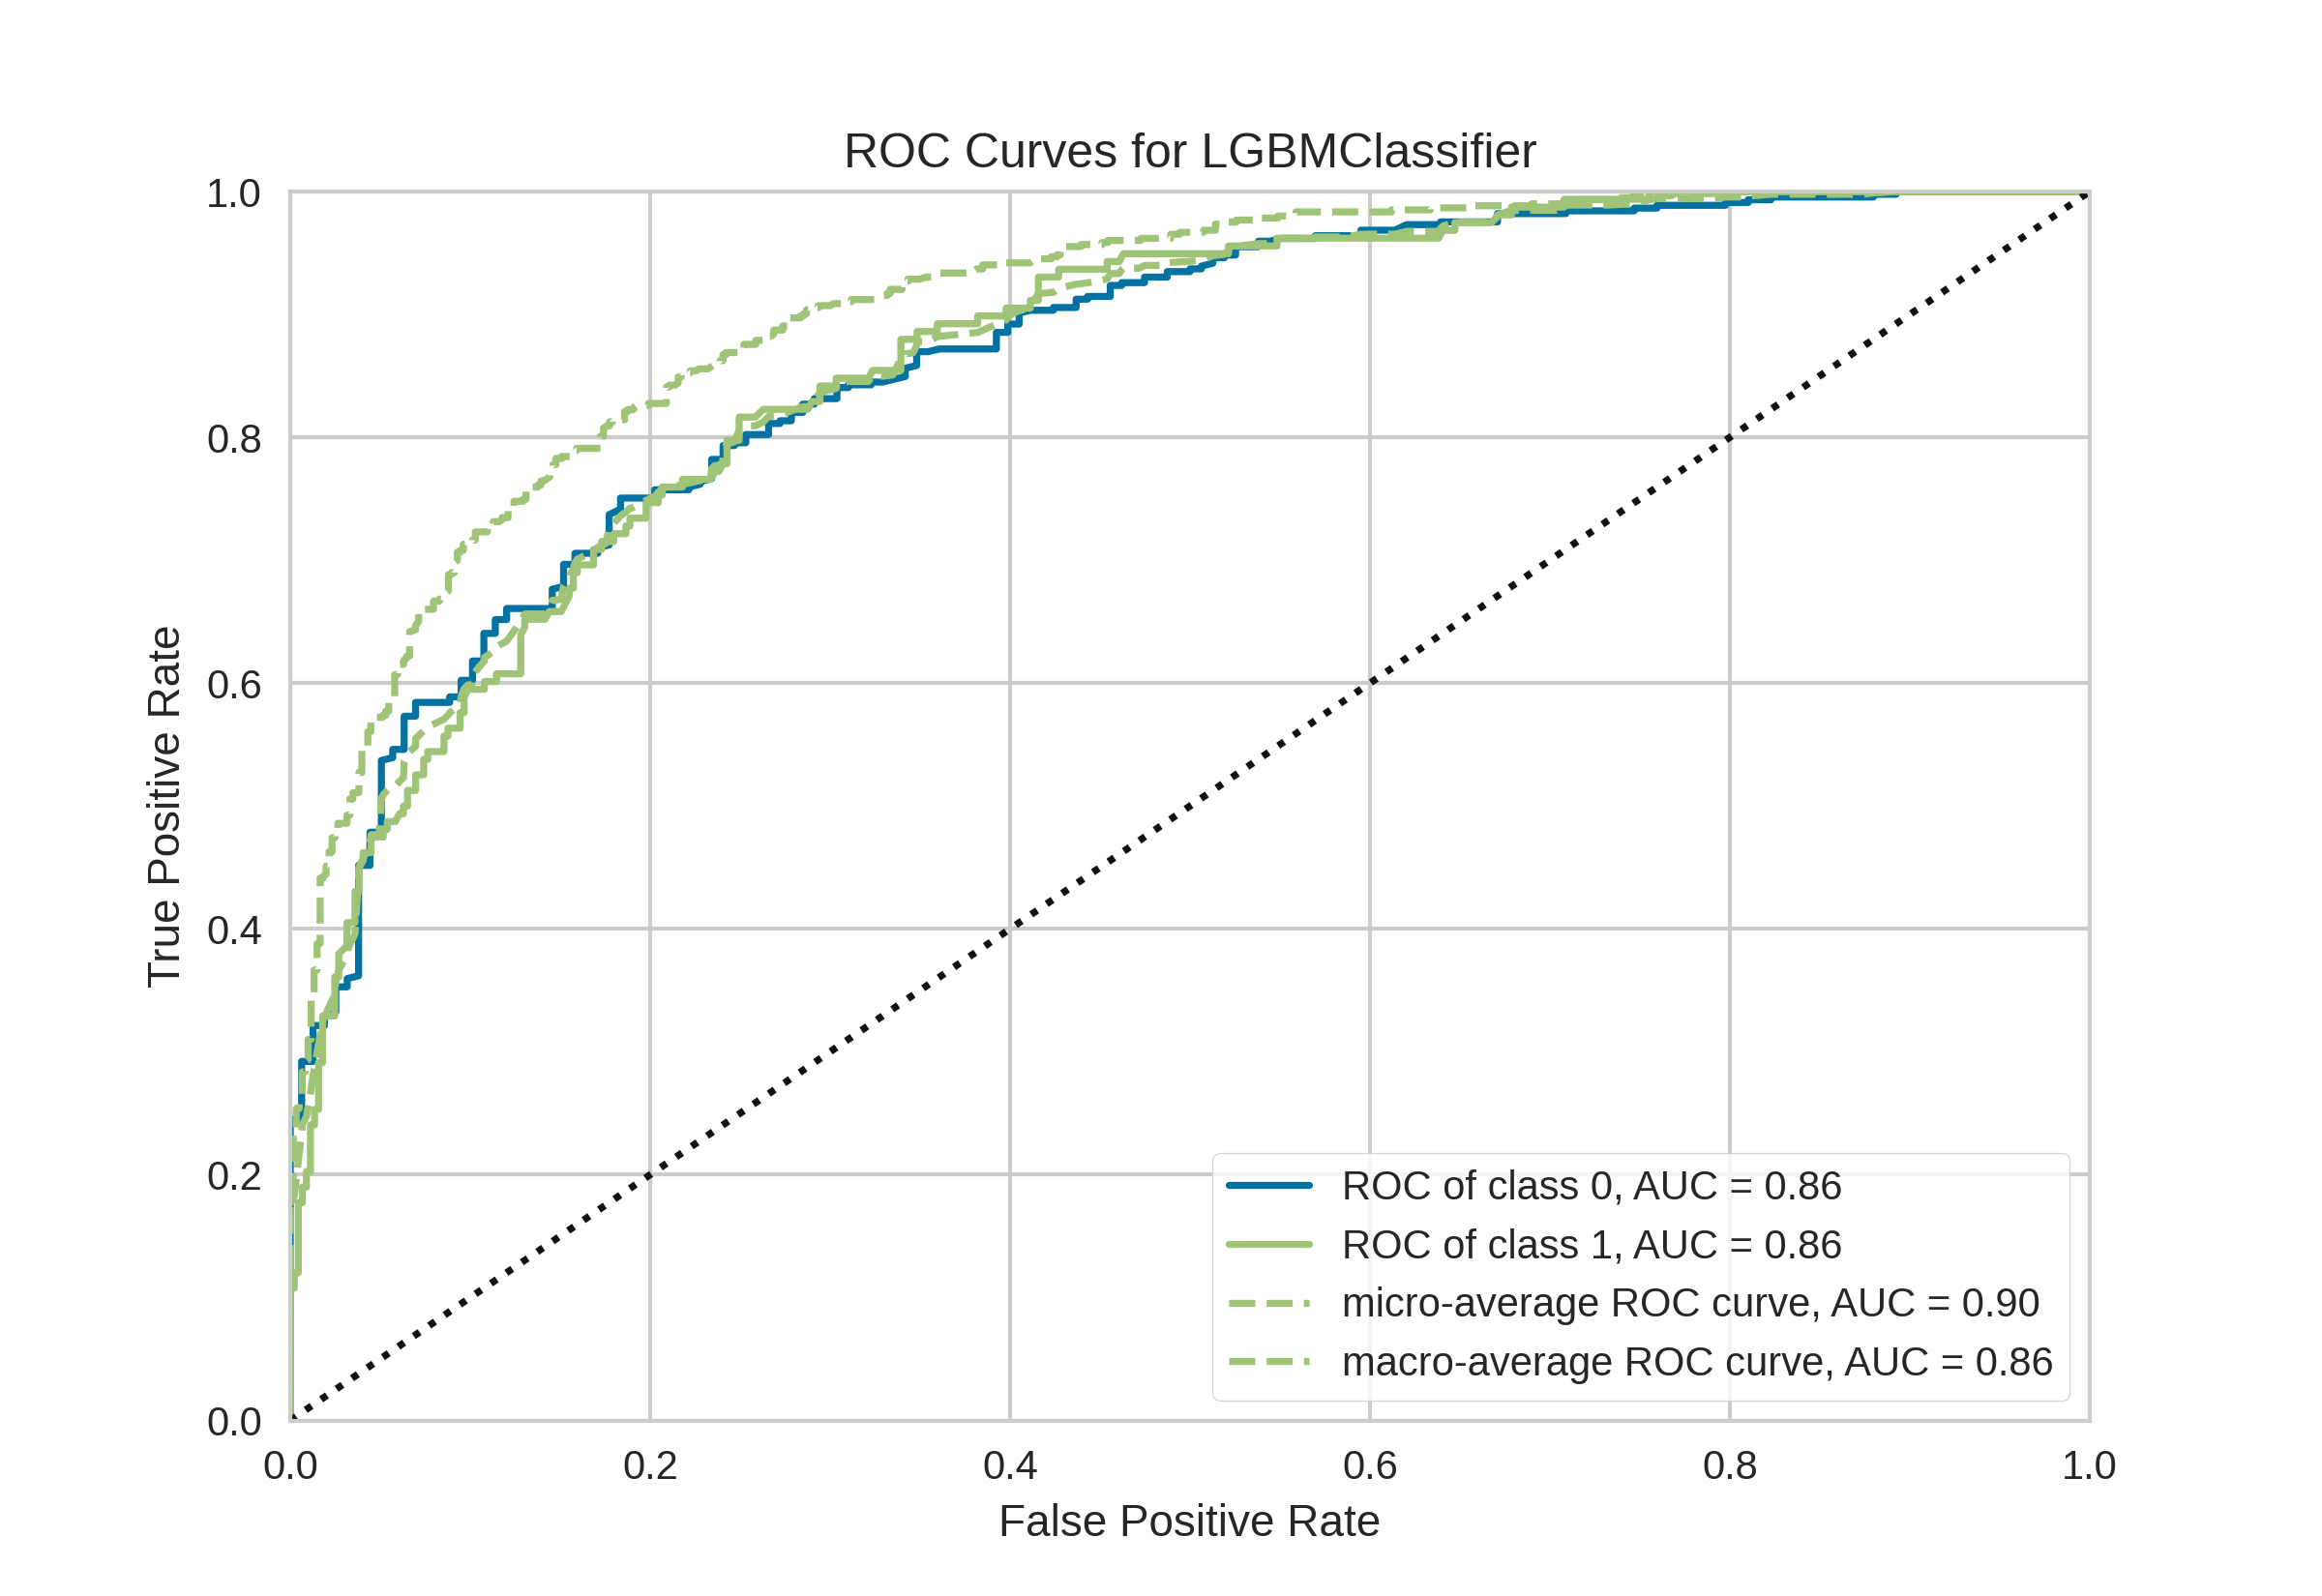 ROC Curves for LGBMClassifier
1.0
0.8
0.6
0.4
0.2
0.0
True Positive Rate
ROC of class 0, AUC = 0.86
ROC of class 1, AUC = 0.86
micro-average ROC curve, AUC = 0.90
macro-average ROC curve, AUC = 0.86
0.0 0.2 0.4 0.6 0.8 1.0
False Positive Rate